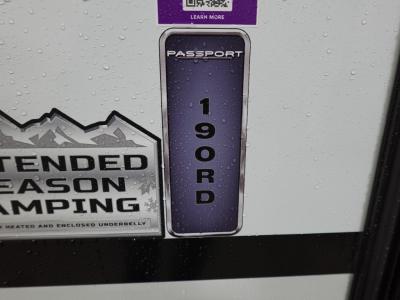 LEARN MORE
PASSPORT
190RD
TENDED
EASON
AMPING
HEATED AND ENCLOSED UNDERBELLY